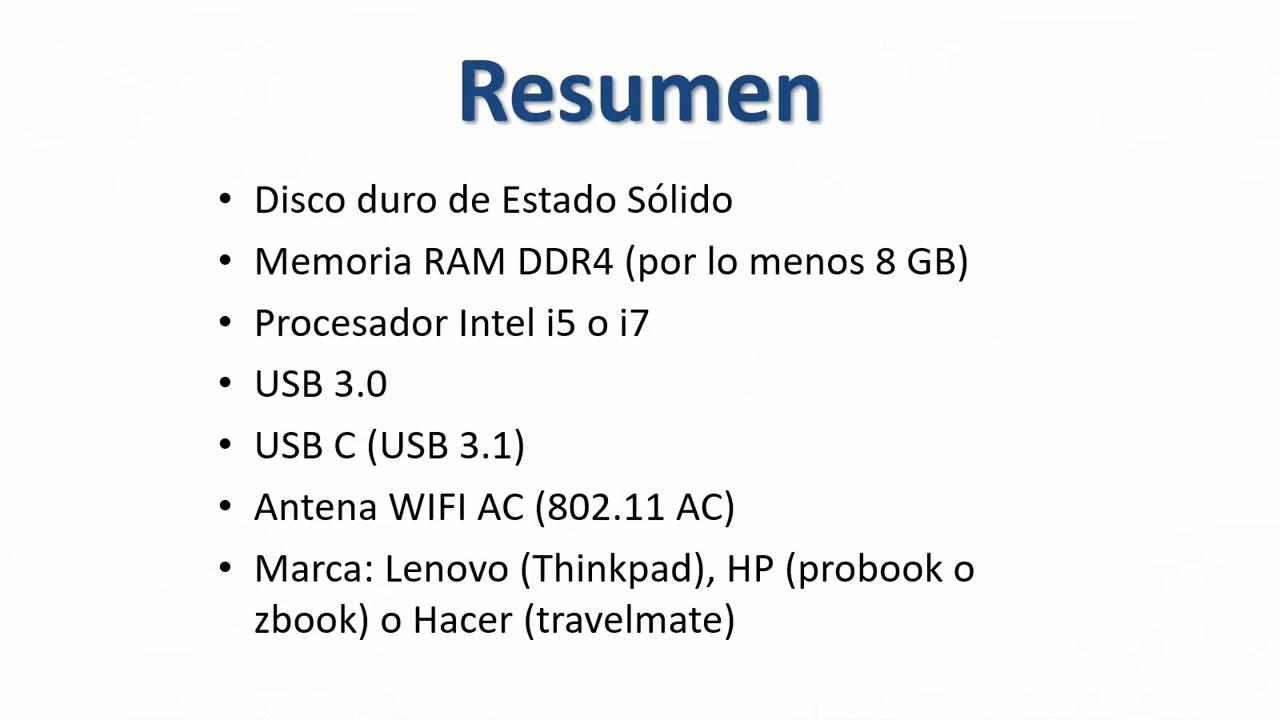 Resumen
• Disco duro de Estado Sólido
• Memoria RAM DDR4 (por lo menos 8 GB)
• Procesador Intel i5 o i7
• USB 3.0
• USB C (USB 3.1)
• Antena WIFI AC (802.11 AC)
• Marca: Lenovo (Thinkpad), HP (probook o
zbook) o Hacer (travelmate)